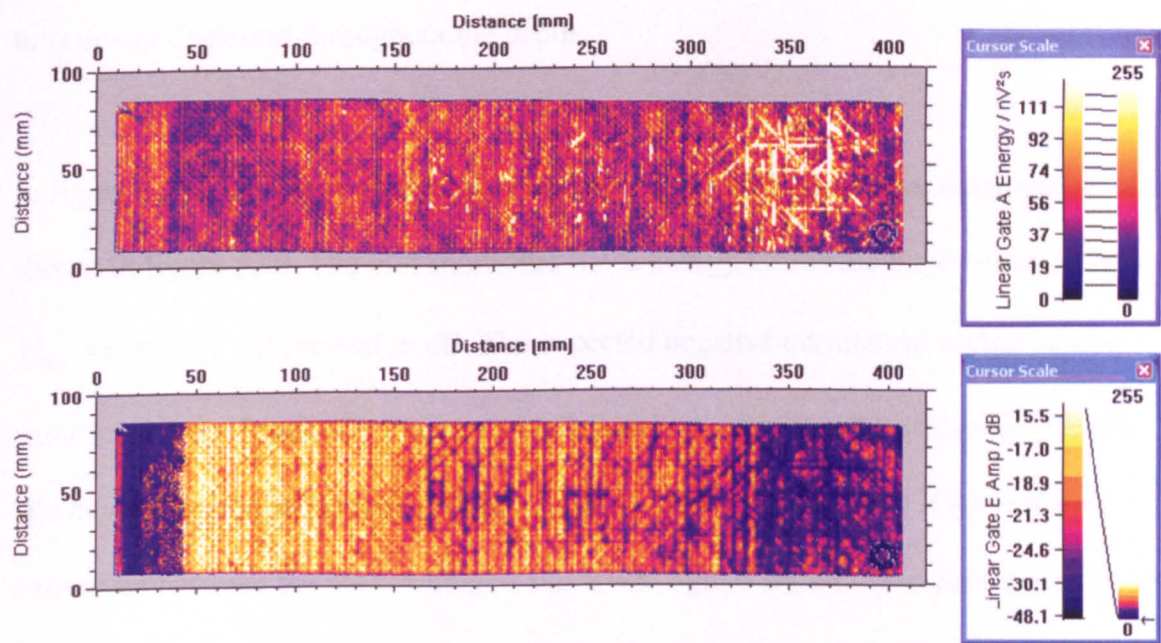 Distance [mm]
0 50 100 150 200 250 300 350 400
100
50
0
Distance (mm)
Cursor Scale
255
111
92
74
56
37
19
0
0
Linear Gate A Energy / nV²s
Distance [mm]
0 50 100 150 200 250 300 350 400
100
50
0
Distance (mm)
Cursor Scale
255
15.5
-17.0
-18.9
-21.3
-24.6
-30.1
-48.1
0
Linear Gate E Amp / dB